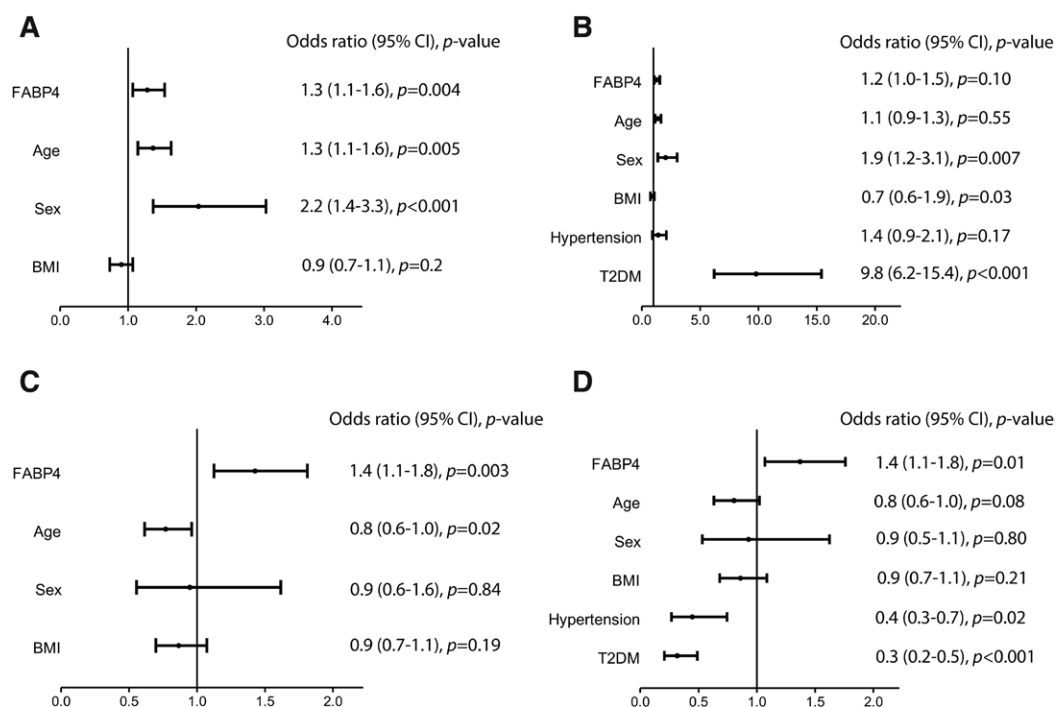 A
Odds ratio (95% CI), p-value
FABP4 1.3 (1.1-1.6), p=0.004
Age 1.3 (1.1-1.6), p=0.005
Sex 2.2 (1.4-3.3), p<0.001
BMI 0.9 (0.7-1.1), p=0.2
0.0 1.0 2.0 3.0 4.0
B
Odds ratio (95% CI), p-value
FABP4 1.2 (1.0-1.5), p=0.10
Age 1.1 (0.9-1.3), p=0.55
Sex 1.9 (1.2-3.1), p=0.007
BMI 0.7 (0.6-1.9), p=0.03
Hypertension 1.4 (0.9-2.1), p=0.17
T2DM 9.8 (6.2-15.4), p<0.001
0.0 5.0 10.0 15.0 20.0
C
Odds ratio (95% CI), p-value
FABP4 1.4 (1.1-1.8), p=0.003
Age 0.8 (0.6-1.0), p=0.02
Sex 0.9 (0.6-1.6), p=0.84
BMI 0.9 (0.7-1.1), p=0.19
0.0 0.5 1.0 1.5 2.0
D
Odds ratio (95% CI), p-value
FABP4 1.4 (1.1-1.8), p=0.01
Age 0.8 (0.6-1.0), p=0.08
Sex 0.9 (0.5-1.1), p=0.80
BMI 0.9 (0.7-1.1), p=0.21
Hypertension 0.4 (0.3-0.7), p=0.02
T2DM 0.3 (0.2-0.5), p<0.001
0.0 0.5 1.0 1.5 2.0